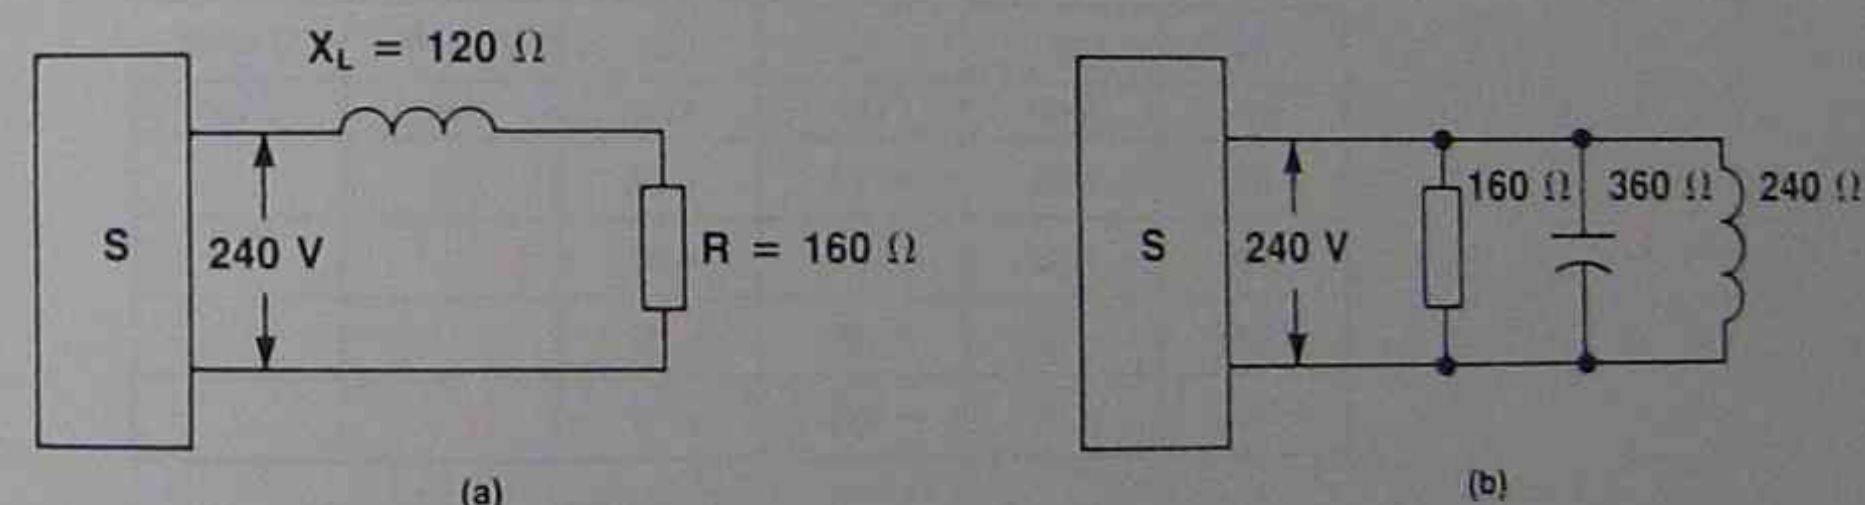 X_L = 120 Ω
S
240 V
R = 160 Ω
(a)
S
240 V
160 Ω
360 Ω
240 Ω
(b)